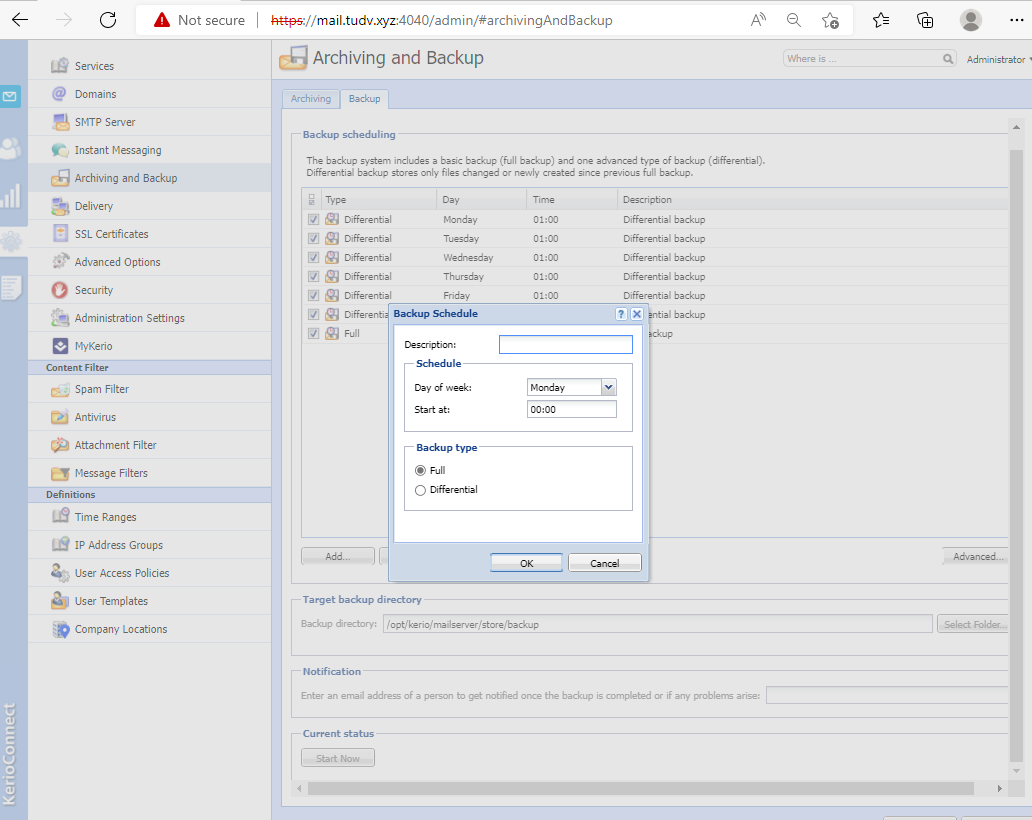 Not secure
https://mail.tudv.xyz:4040/admin/#archivingAndBackup
Services
Domains
SMTP Server
Instant Messaging
Archiving and Backup
Delivery
SSL Certificates
Advanced Options
Security
Administration Settings
MyKerio
Content Filter
Spam Filter
Antivirus
Attachment Filter
Message Filters
Definitions
Time Ranges
IP Address Groups
User Access Policies
User Templates
Company Locations
KerioConnect
Archiving and Backup
Where is ...
Administrator
Archiving
Backup
Backup scheduling
The backup system includes a basic backup (full backup) and one advanced type of backup (differential).
Differential backup stores only files changed or newly created since previous full backup.
Type Day Time Description
Differential Monday 01:00 Differential backup
Differential Tuesday 01:00 Differential backup
Differential Wednesday 01:00 Differential backup
Differential Thursday 01:00 Differential backup
Differential Friday 01:00 Differential backup
Differentia ential backup
Full ackup
Backup Schedule
Description:
Schedule
Day of week: Monday
Start at: 00:00
Backup type
Full
Differential
OK
Cancel
Add...
Advanced...
Target backup directory
Backup directory: /opt/kerio/mailserver/store/backup
Select Folder...
Notification
Enter an email address of a person to get notified once the backup is completed or if any problems arise:
Current status
Start Now